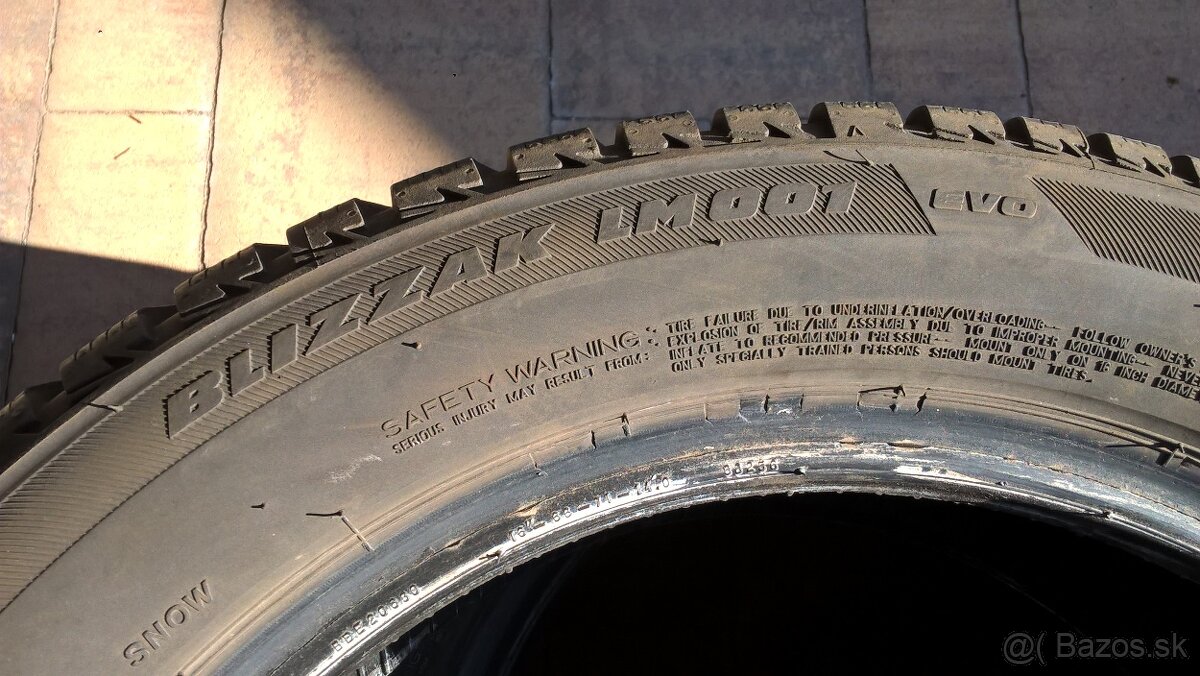 BLIZZAK LM001 EVO
SAFETY WARNING:
SERIOUS INJURY MAY RESULT FROM:
TIRE FAILURE DUE TO UNDERINFLATION/OVERLOADING— FOLLOW OWNER'S
EXPLOSION OF TIRE/RIM ASSEMBLY DUE TO IMPROPER MOUNTING—
INFLATE TO RECOMMENDED PRESSURE— MOUNT ONLY ON 16 INCH
ONLY SPECIALLY TRAINED PERSONS SHOULD MOUNT TIRES.
SNOW
@( Bazos.sk